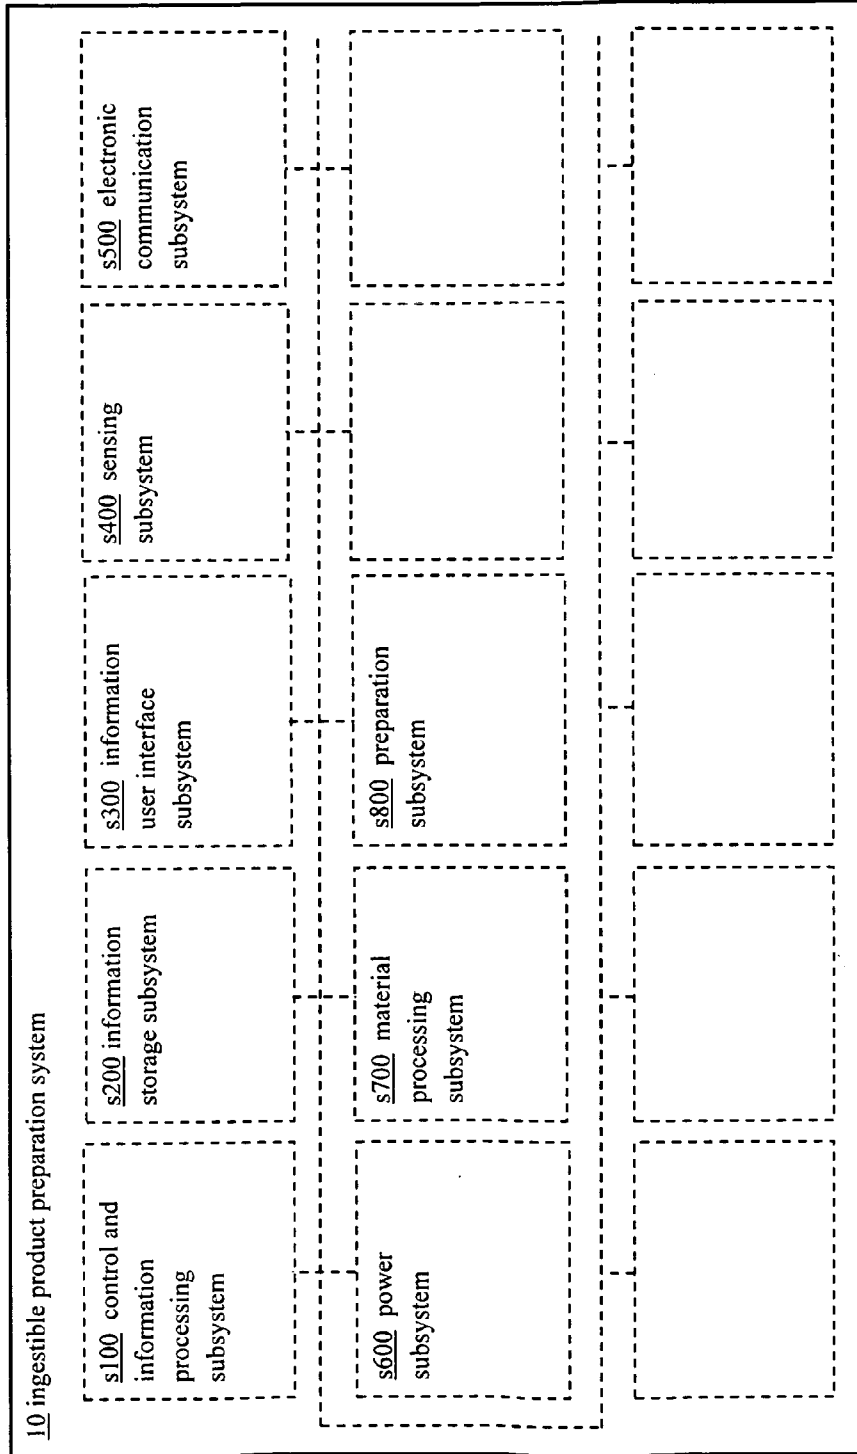 10 ingestible product preparation system
s100 control and
information
processing
subsystem
s200 information
storage subsystem
s300 information
user interface
subsystem
s400 sensing
subsystem
s500 electronic
communication
subsystem
s600 power
subsystem
s700 material
processing
subsystem
s800 preparation
subsystem